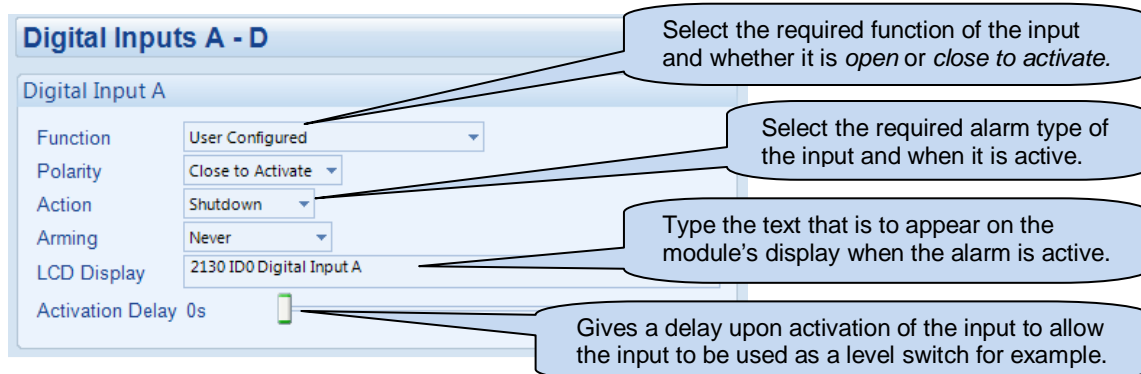 Digital Inputs A - D
Digital Input A
Function
User Configured
Polarity
Close to Activate
Action
Shutdown
Arming
Never
LCD Display
2130 ID0 Digital Input A
Activation Delay 0s
Select the required function of the input
and whether it is open or close to activate.
Select the required alarm type of
the input and when it is active.
Type the text that is to appear on the
module's display when the alarm is active.
Gives a delay upon activation of the input to allow
the input to be used as a level switch for example.